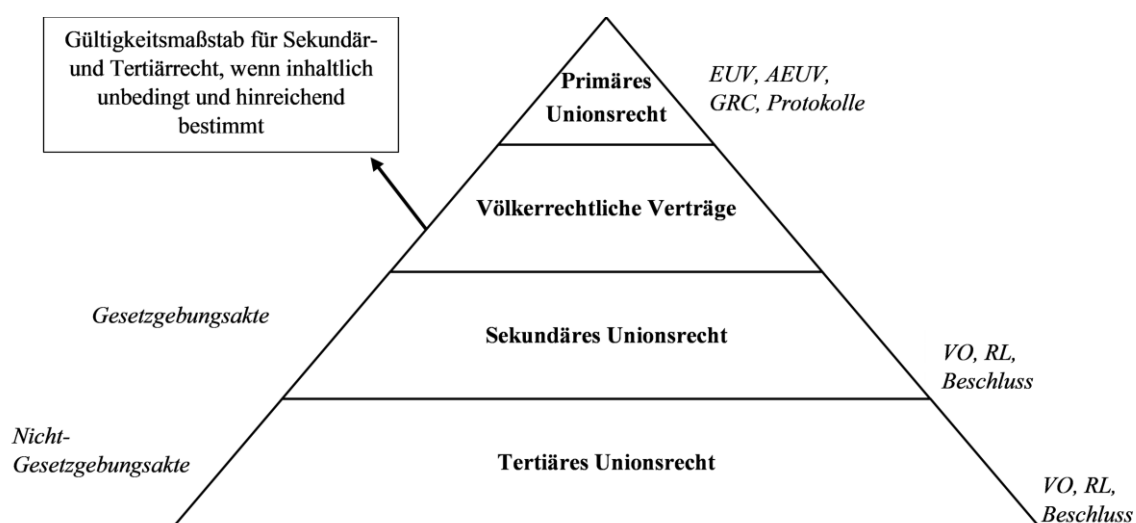 Gültigkeitsmaßstab für Sekundär-
und Tertiärrecht, wenn inhaltlich
unbedingt und hinreichend
bestimmt
Primäres
Unionsrecht
EUV, AEUV,
GRC, Protokolle
Völkerrechtliche Verträge
Gesetzgebungsakte
Sekundäres Unionsrecht
VO, RL,
Beschluss
Nicht-
Gesetzgebungsakte
Tertiäres Unionsrecht
VO, RL,
Beschluss